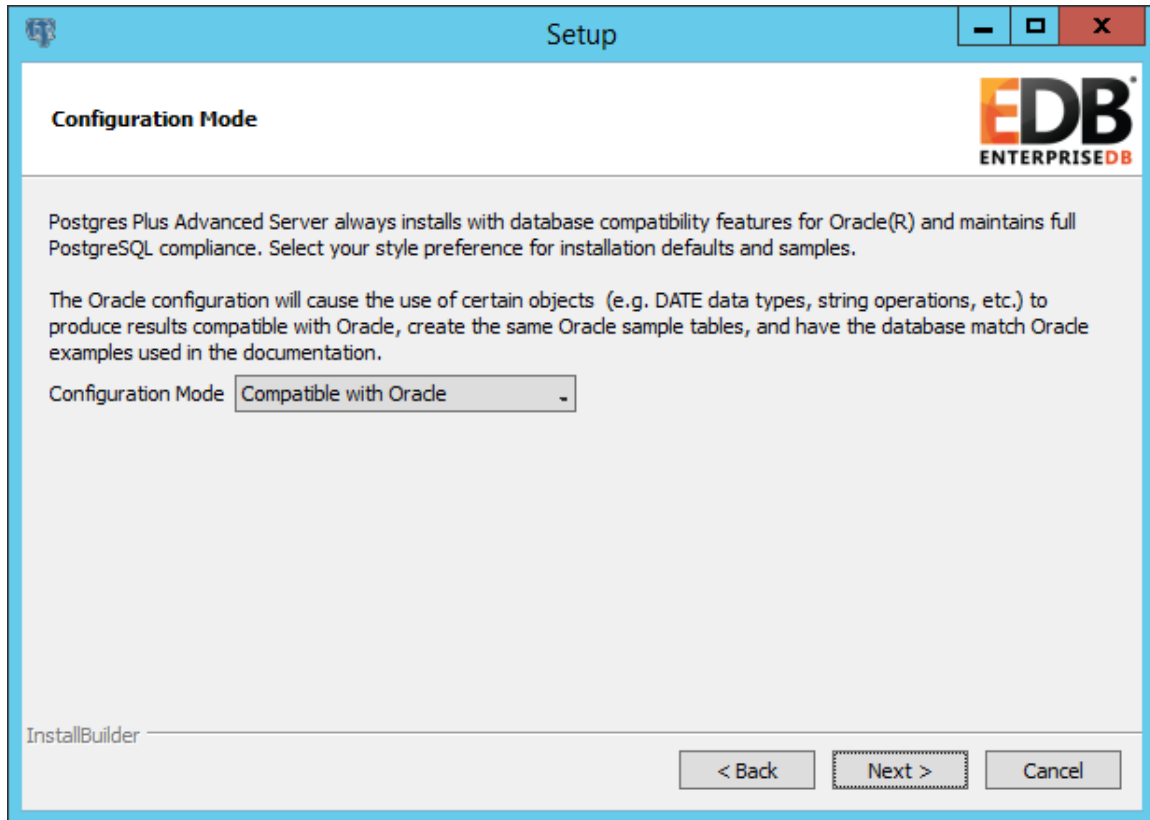 Setup
Configuration Mode
EDB
ENTERPRISEDB
Postgres Plus Advanced Server always installs with database compatibility features for Oracle(R) and maintains full
PostgreSQL compliance. Select your style preference for installation defaults and samples.
The Oracle configuration will cause the use of certain objects  (e.g. DATE data types, string operations, etc.) to
produce results compatible with Oracle, create the same Oracle sample tables, and have the database match Oracle
examples used in the documentation.
Configuration Mode Compatible with Oracle
InstallBuilder
< Back Next > Cancel